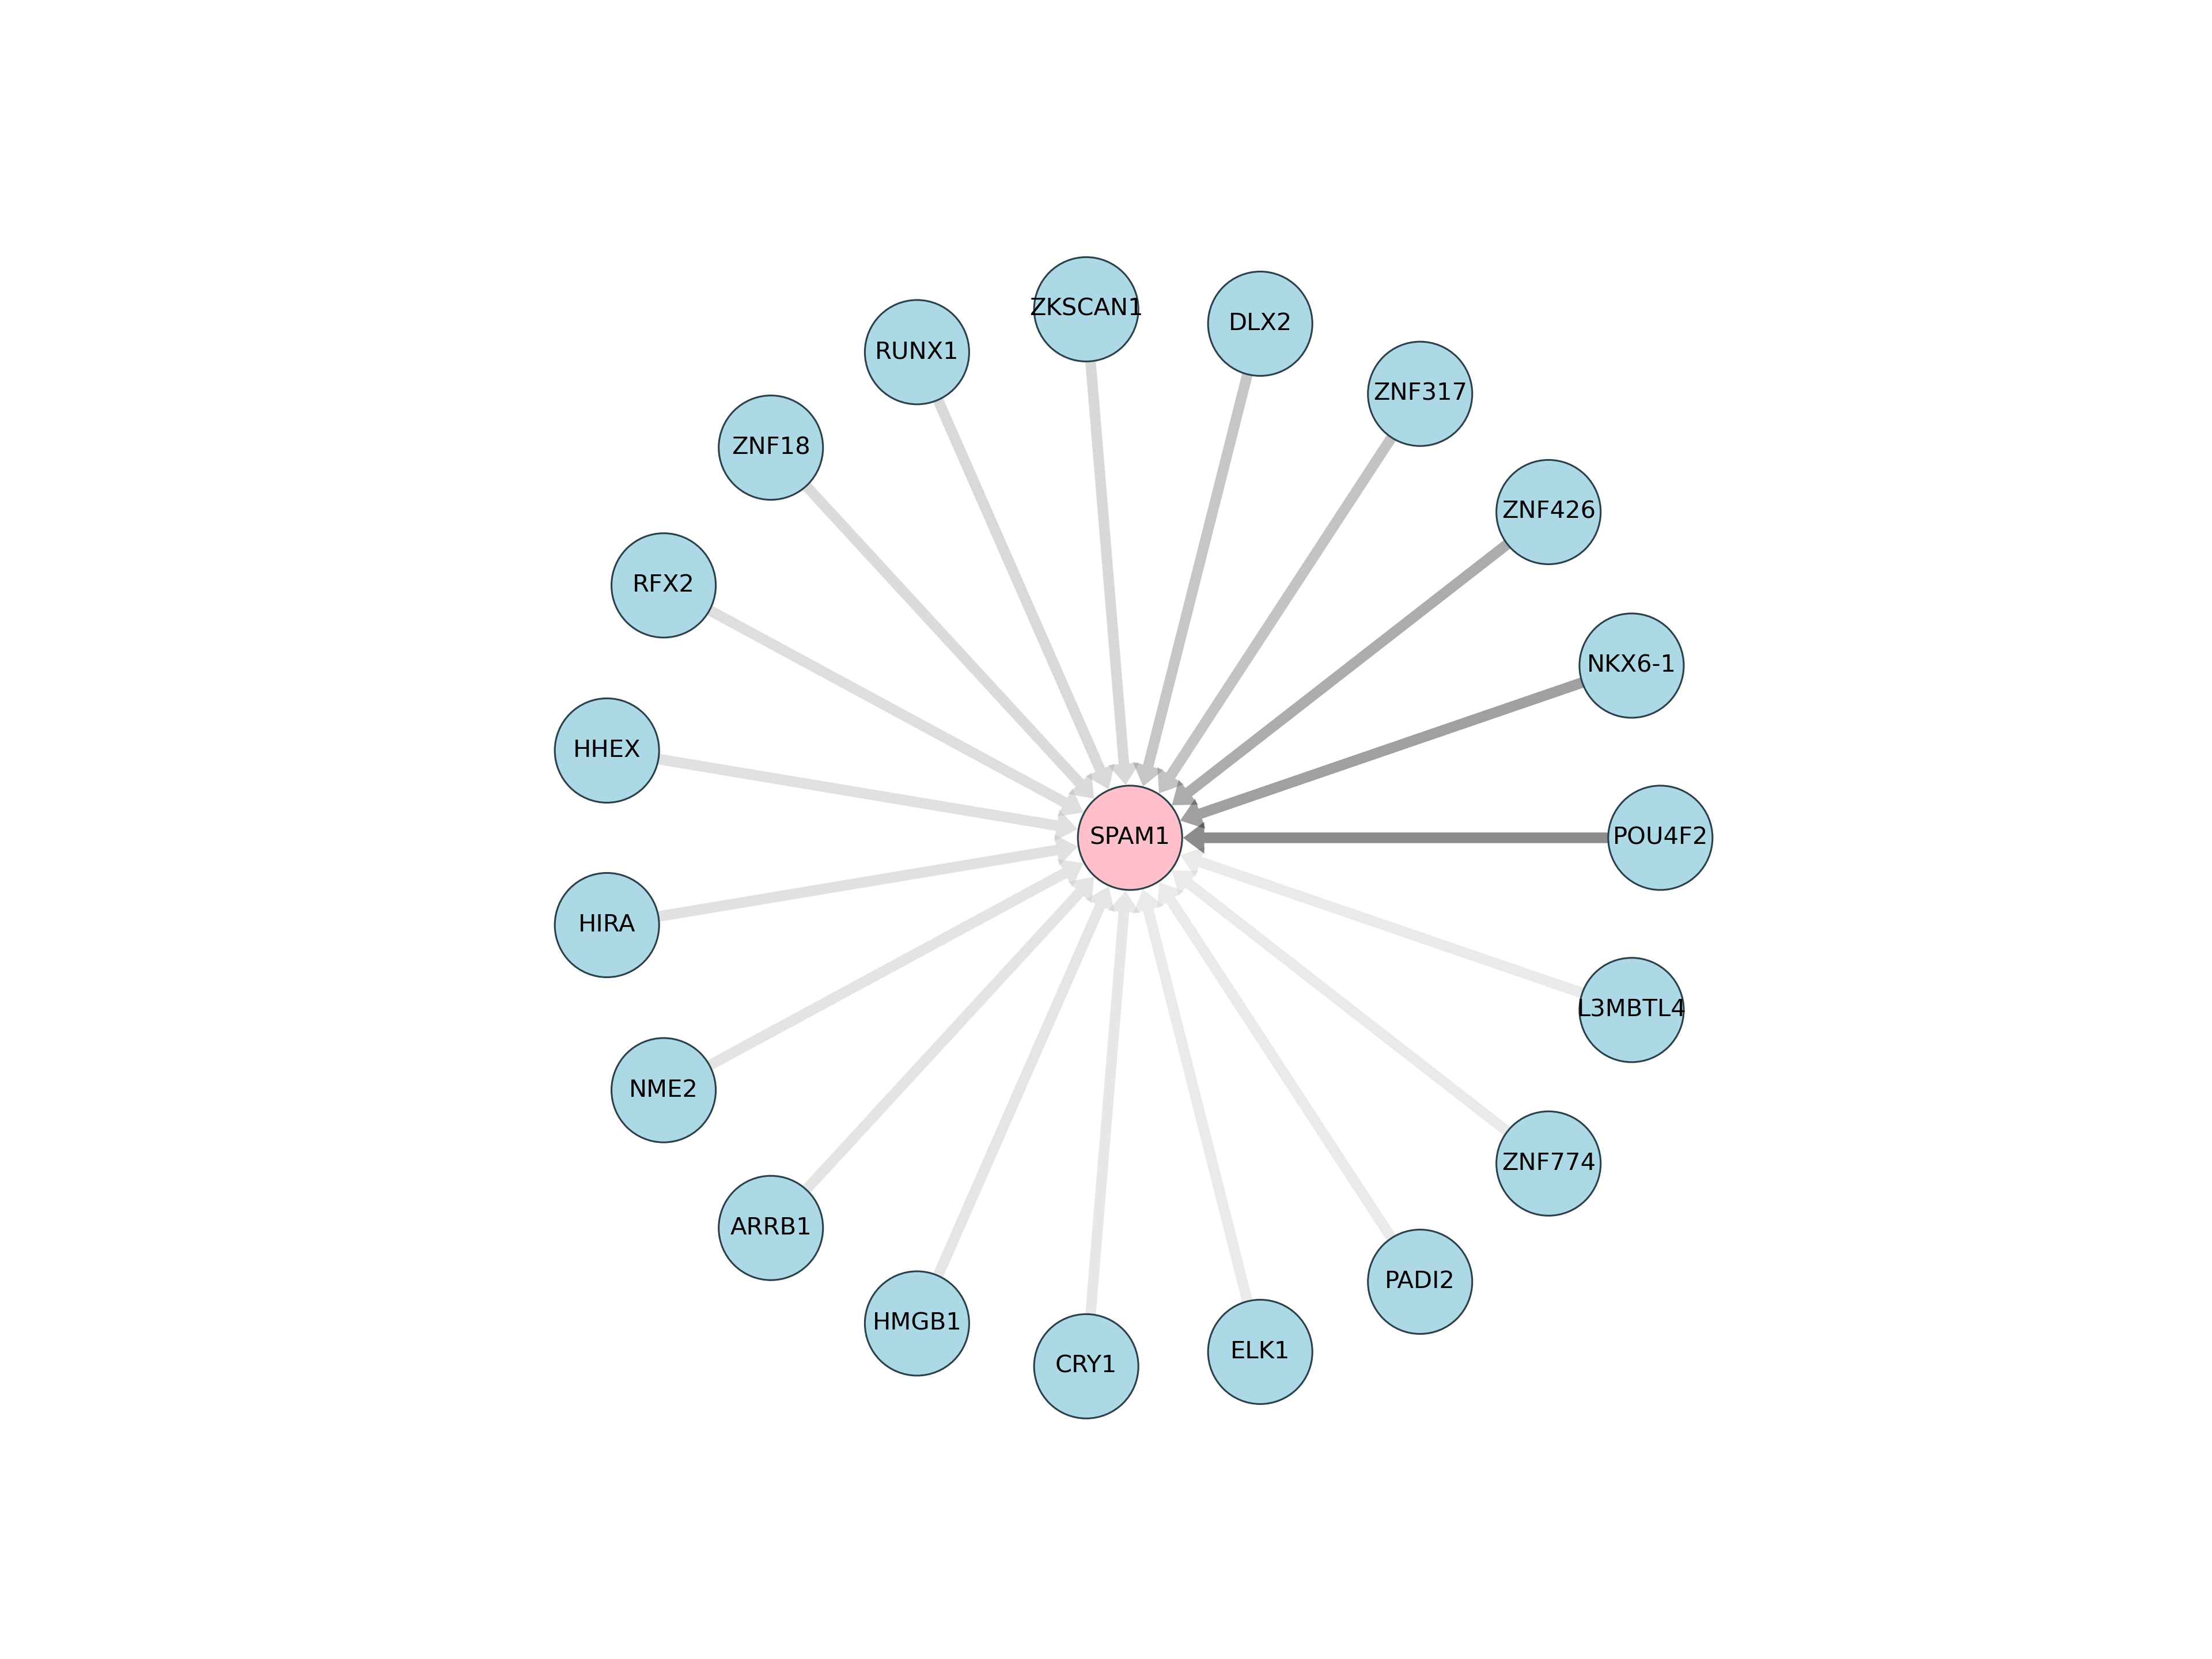 ZKSCAN1
DLX2
RUNX1
ZNF317
ZNF18
ZNF426
RFX2
NKX6-1
HHEX
SPAM1
POU4F2
HIRA
L3MBTL4
NME2
ZNF774
ARRB1
PADI2
HMGB1
ELK1
CRY1